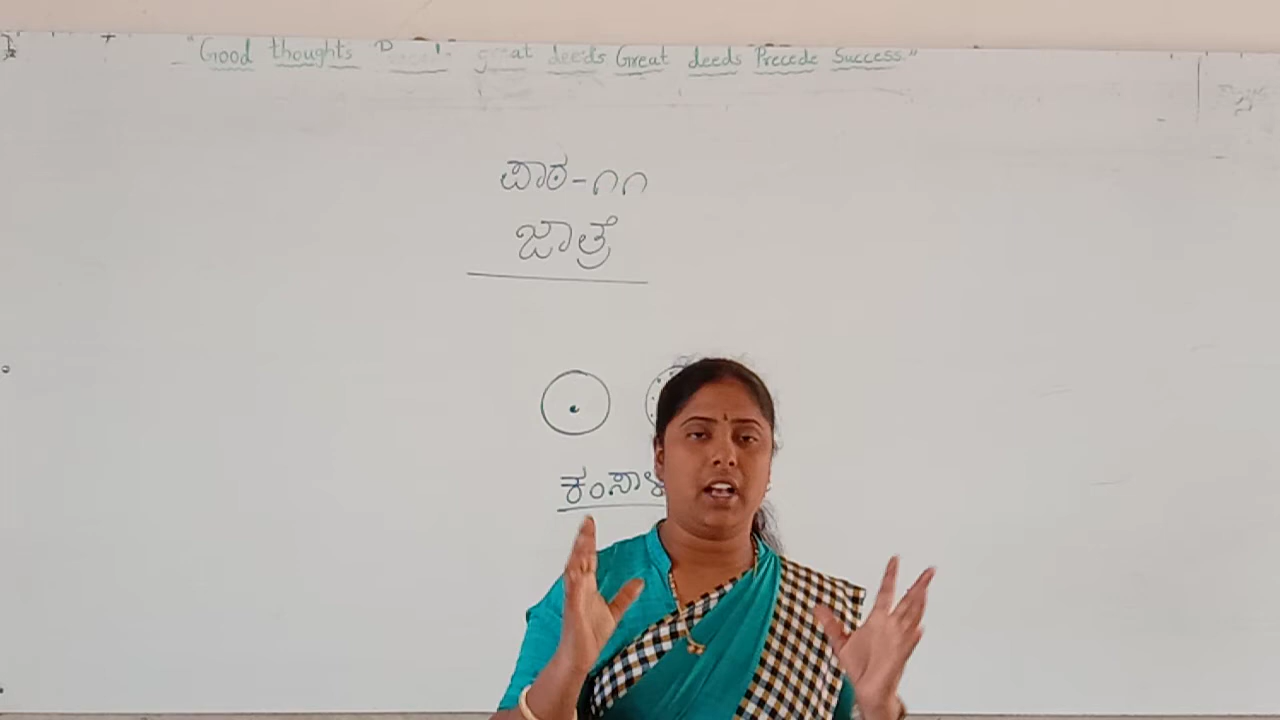 "Good thoughts great deeds Great deeds Precede Success"
ಪಾಠ-೧೧
ಜಾತ್ರೆ